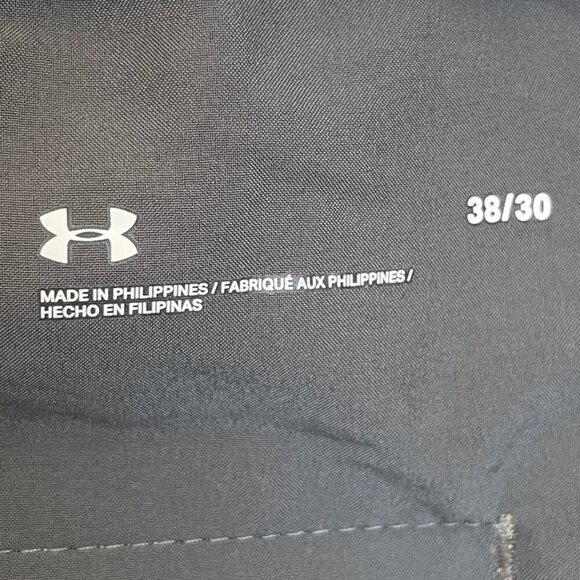 38/30
MADE IN PHILIPPINES / FABRIQUÉ AUX PHILIPPINES /
HECHO EN FILIPINAS